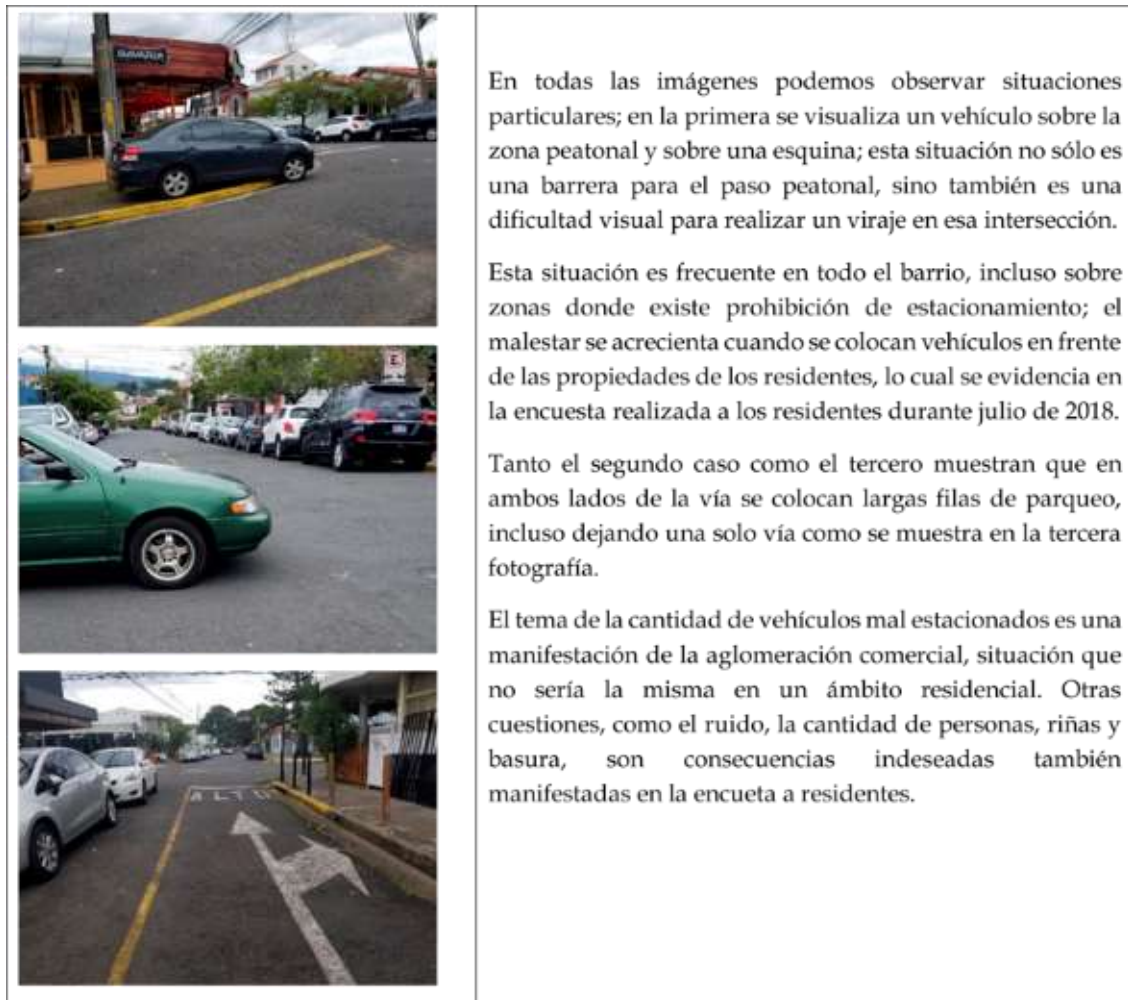 BAVARIA
E
ALTO
En todas las imágenes podemos observar situaciones
particulares; en la primera se visualiza un vehículo sobre la
zona peatonal y sobre una esquina; esta situación no sólo es
una barrera para el paso peatonal, sino también es una
dificultad visual para realizar un viraje en esa intersección.
Esta situación es frecuente en todo el barrio, incluso sobre
zonas donde existe prohibición de estacionamiento; el
malestar se acrecienta cuando se colocan vehículos en frente
de las propiedades de los residentes, lo cual se evidencia en
la encuesta realizada a los residentes durante julio de 2018.
Tanto el segundo caso como el tercero muestran que en
ambos lados de la vía se colocan largas filas de parqueo,
incluso dejando una solo vía como se muestra en la tercera
fotografía.
El tema de la cantidad de vehículos mal estacionados es una
manifestación de la aglomeración comercial, situación que
no sería la misma en un ámbito residencial. Otras
cuestiones, como el ruido, la cantidad de personas, riñas y
basura, son consecuencias indeseadas también
manifestadas en la encueta a residentes.